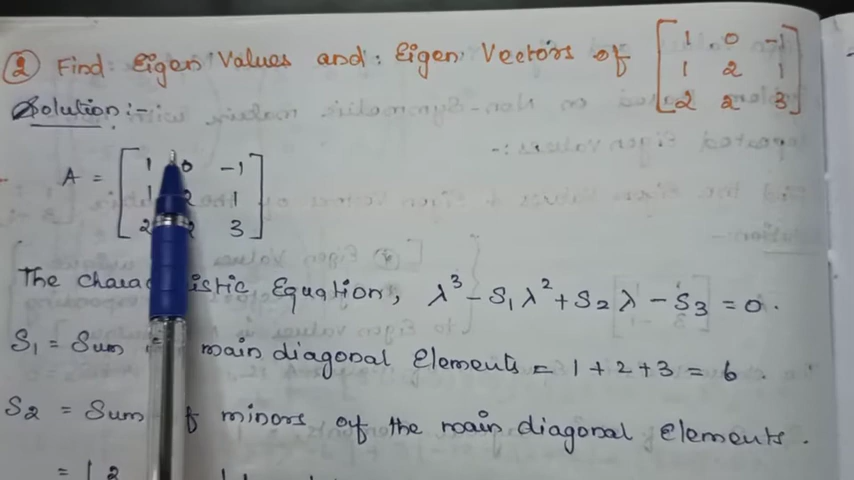 ② Find: Eigen Values and: Eigen Vectors of [1 0 -1
1 2 1
2 2 3]
Solution:-
A = [1 0 -1
1 2 1
2 2 3]
The Equation, λ³ - S₁λ² + S₂λ - S₃ = 0.
S₁ = Sum main diagonal Elements = 1 + 2 + 3 = 6.
S₂ = Sum of minors of the main diagonal Elements.
= | 2